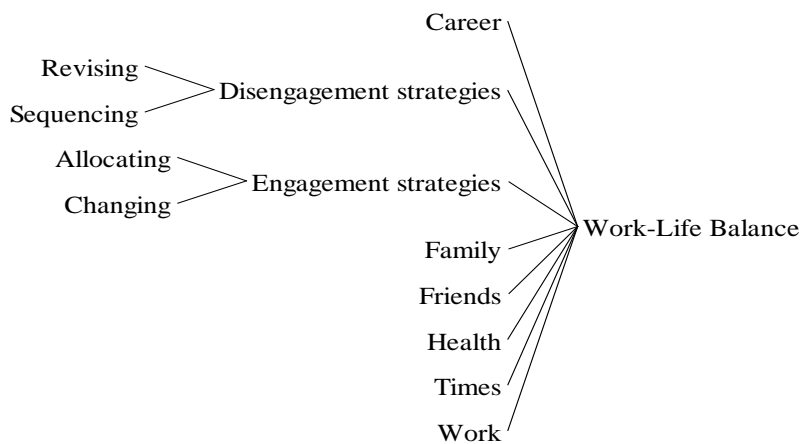 Career
Revising
Disengagement strategies
Sequencing
Allocating
Engagement strategies
Changing
Work-Life Balance
Family
Friends
Health
Times
Work